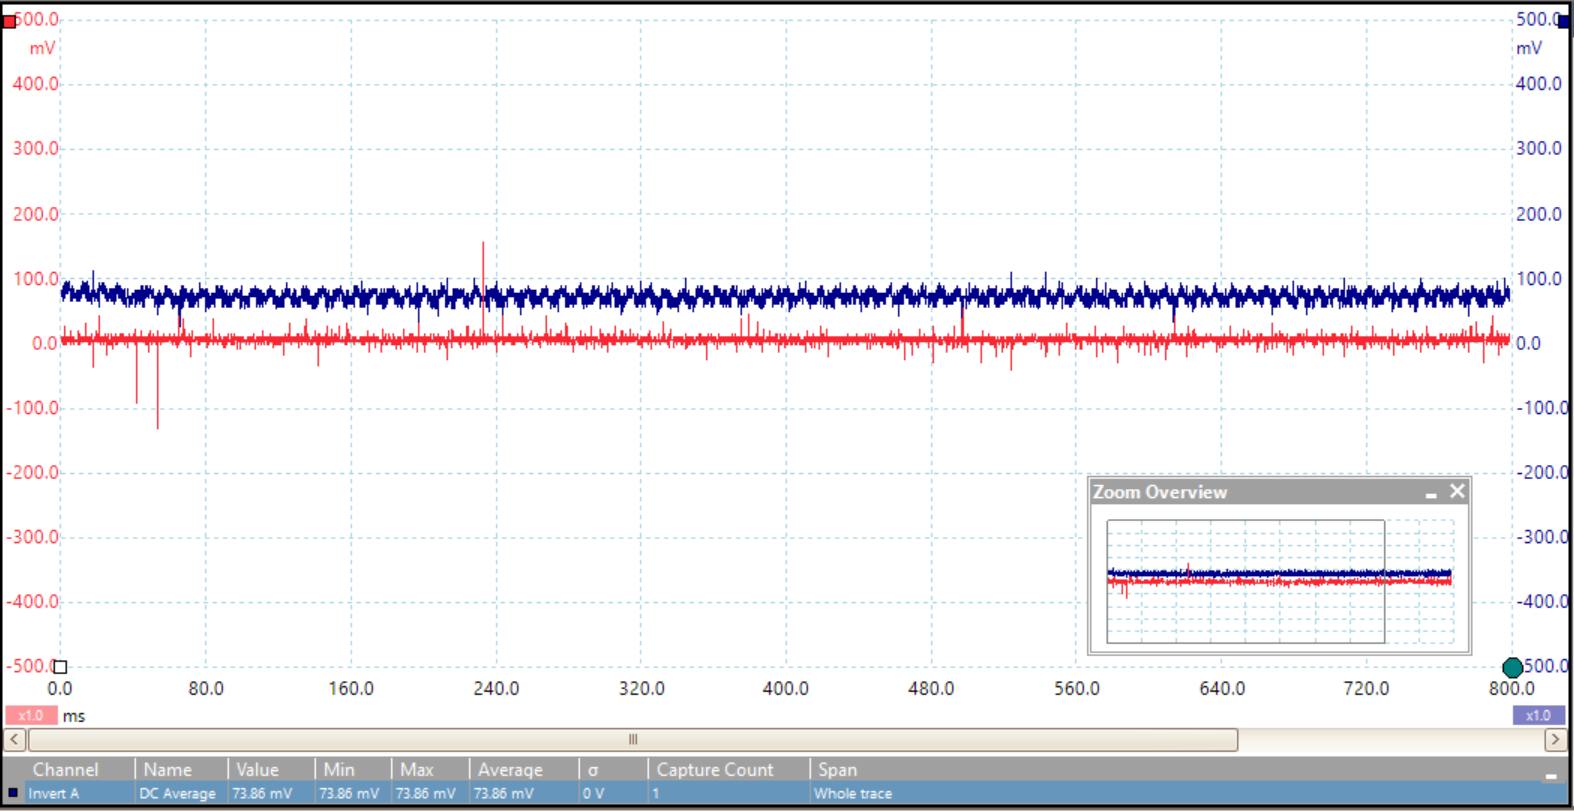 500.0 500.0
mV mV
400.0 400.0
300.0 300.0
200.0 200.0
100.0 100.0
0.0 0.0
-100.0 -100.0
-200.0 -200.0
Zoom Overview
-300.0 -300.0
-400.0 -400.0
-500.0 500.0
0.0 80.0 160.0 240.0 320.0 400.0 480.0 560.0 640.0 720.0 800.0
x1.0 ms x1.0
Channel Name Value Min Max Average σ Capture Count Span
Invert A DC Average 73.86 mV 73.86 mV 73.86 mV 73.86 mV 0 V 1 Whole trace